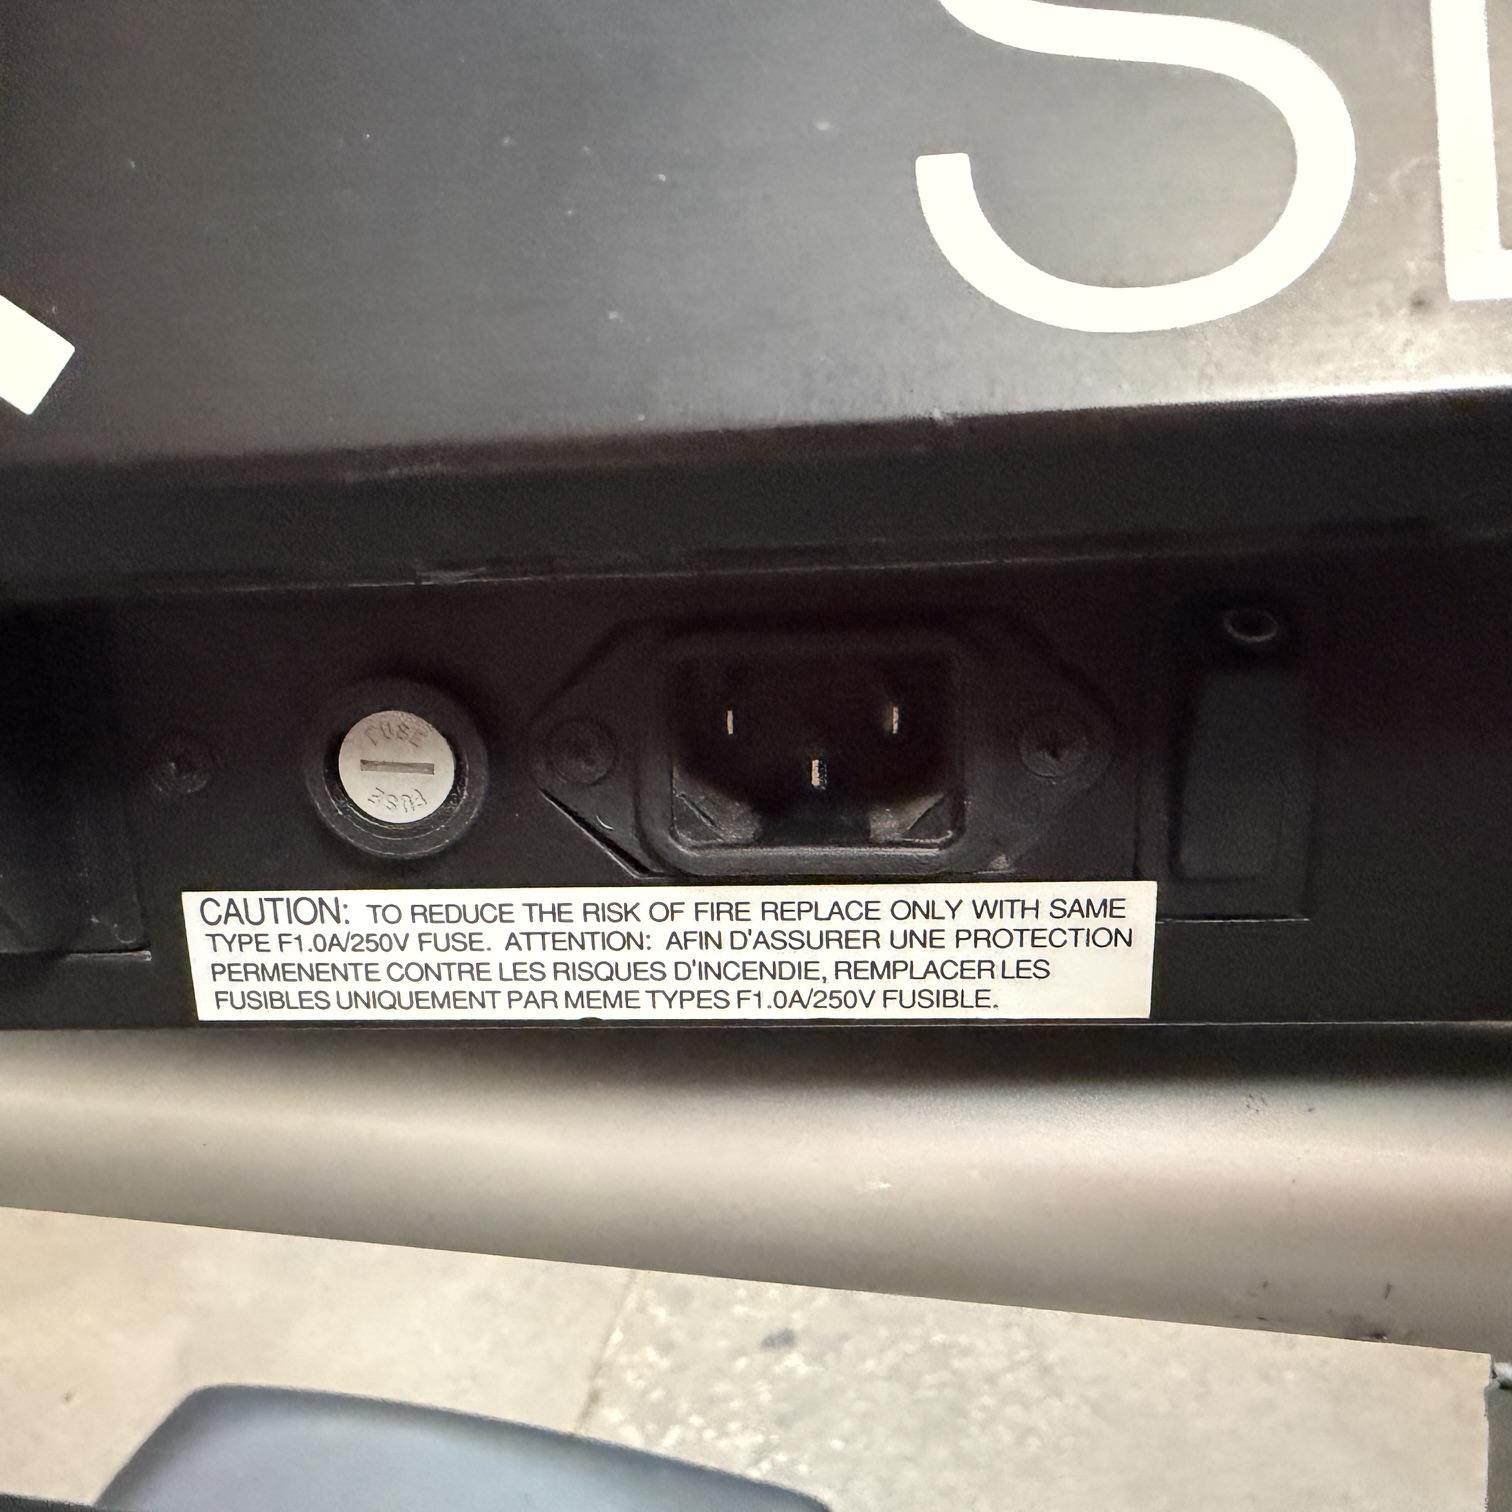 S
FUSE
FUSE
CAUTION: TO REDUCE THE RISK OF FIRE REPLACE ONLY WITH SAME
TYPE F1.0A/250V FUSE. ATTENTION: AFIN D'ASSURER UNE PROTECTION
PERMENENTE CONTRE LES RISQUES D'INCENDIE, REMPLACER LES
FUSIBLES UNIQUEMENT PAR MEME TYPES F1.0A/250V FUSIBLE.